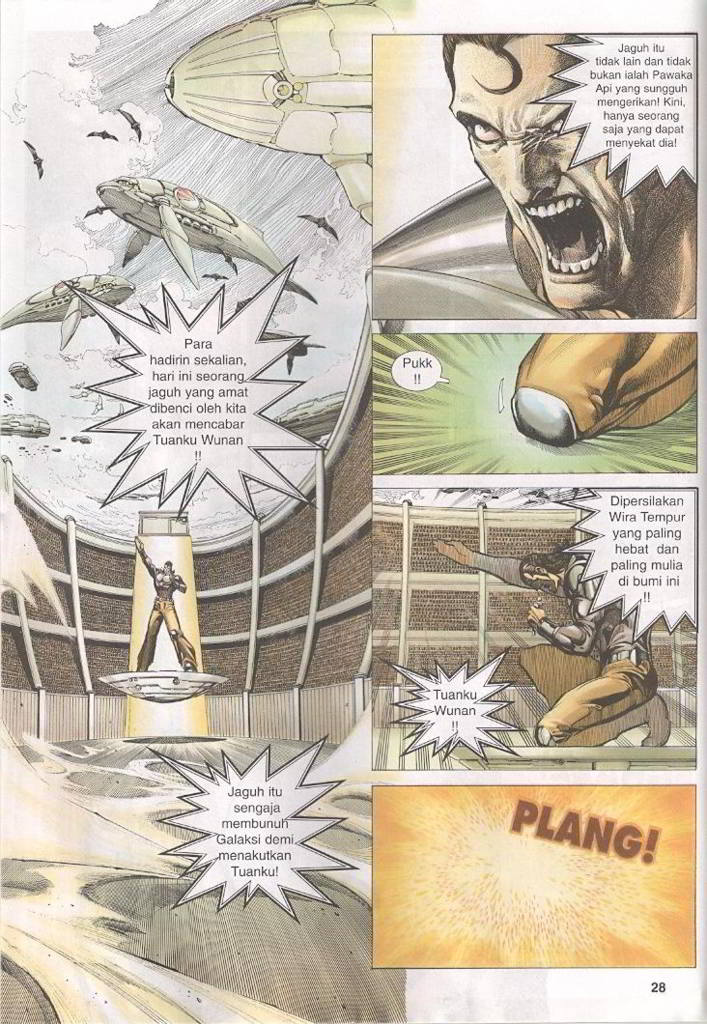 Para
hadirin sekalian,
hari ini seorang
jaguh yang amat
dibenci oleh kita
akan mencabar
Tuanku Wunan
!!
Jaguh itu
sengaja
membunuh
Galaksi demi
menakutkan
Tuanku!
Jaguh itu
tidak lain dan tidak
bukan ialah Pawaka
Api yang sungguh
mengerikan! Kini,
hanya seorang
saja yang dapat
menyekat dia!
Pukk
!!
Dipersilakan
Wira Tempur
yang paling
hebat dan
paling mulia
di bumi ini
!!
Tuanku
Wunan
!!
PLANG!
28